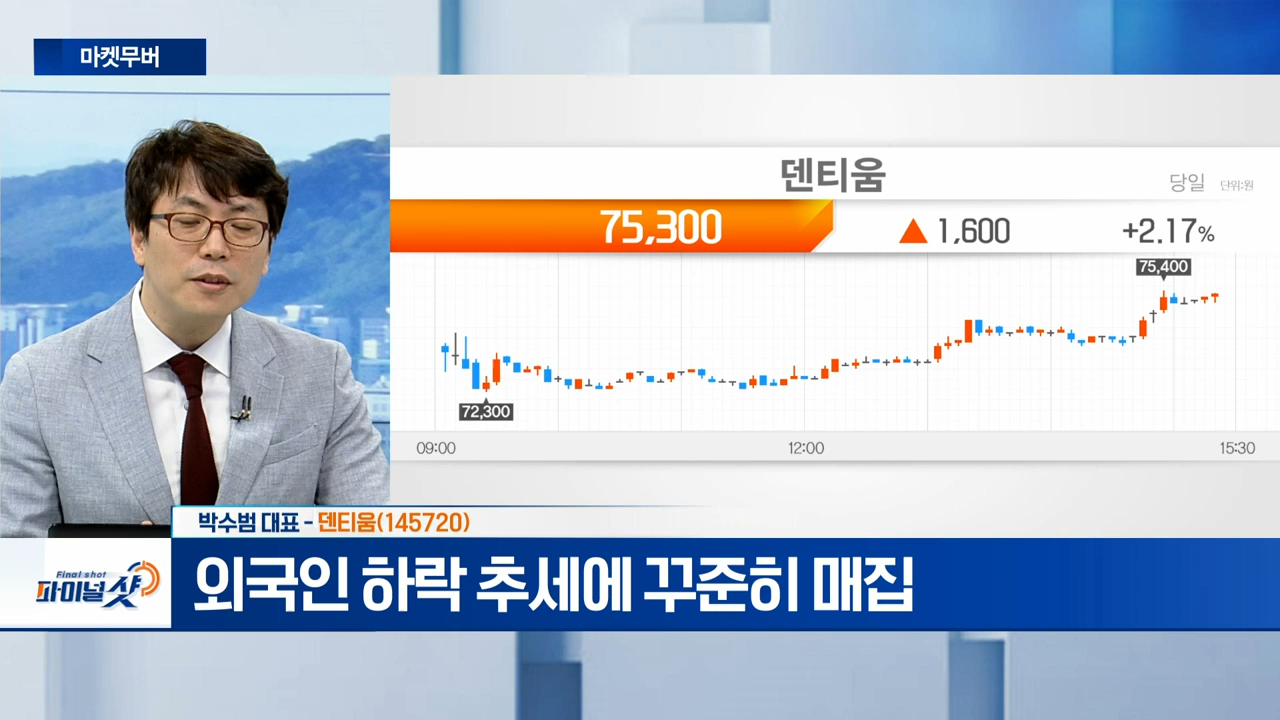 마켓무버
덴티움
당일 단위:원
75,300 ▲ 1,600 +2.17%
75,400
72,300
09:00 12:00 15:30
박수범 대표 - 덴티움(145720)
Final shot
파이널샷
외국인 하락 추세에 꾸준히 매집